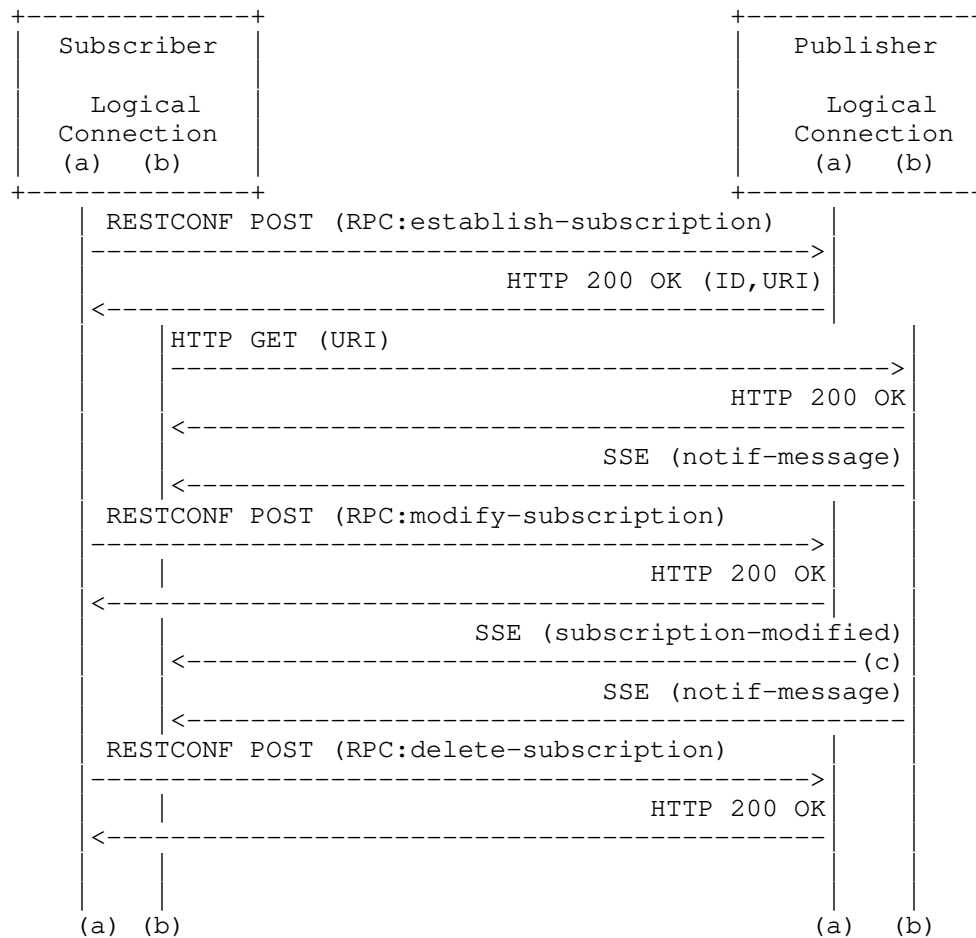 Subscriber Publisher
Logical Logical
Connection Connection
(a) (b) (a) (b)
RESTCONF POST (RPC:establish-subscription)
HTTP 200 OK (ID,URI)
HTTP GET (URI)
HTTP 200 OK
SSE (notif-message)
RESTCONF POST (RPC:modify-subscription)
HTTP 200 OK
SSE (subscription-modified)
(c)
SSE (notif-message)
RESTCONF POST (RPC:delete-subscription)
HTTP 200 OK
(a) (b) (a) (b)